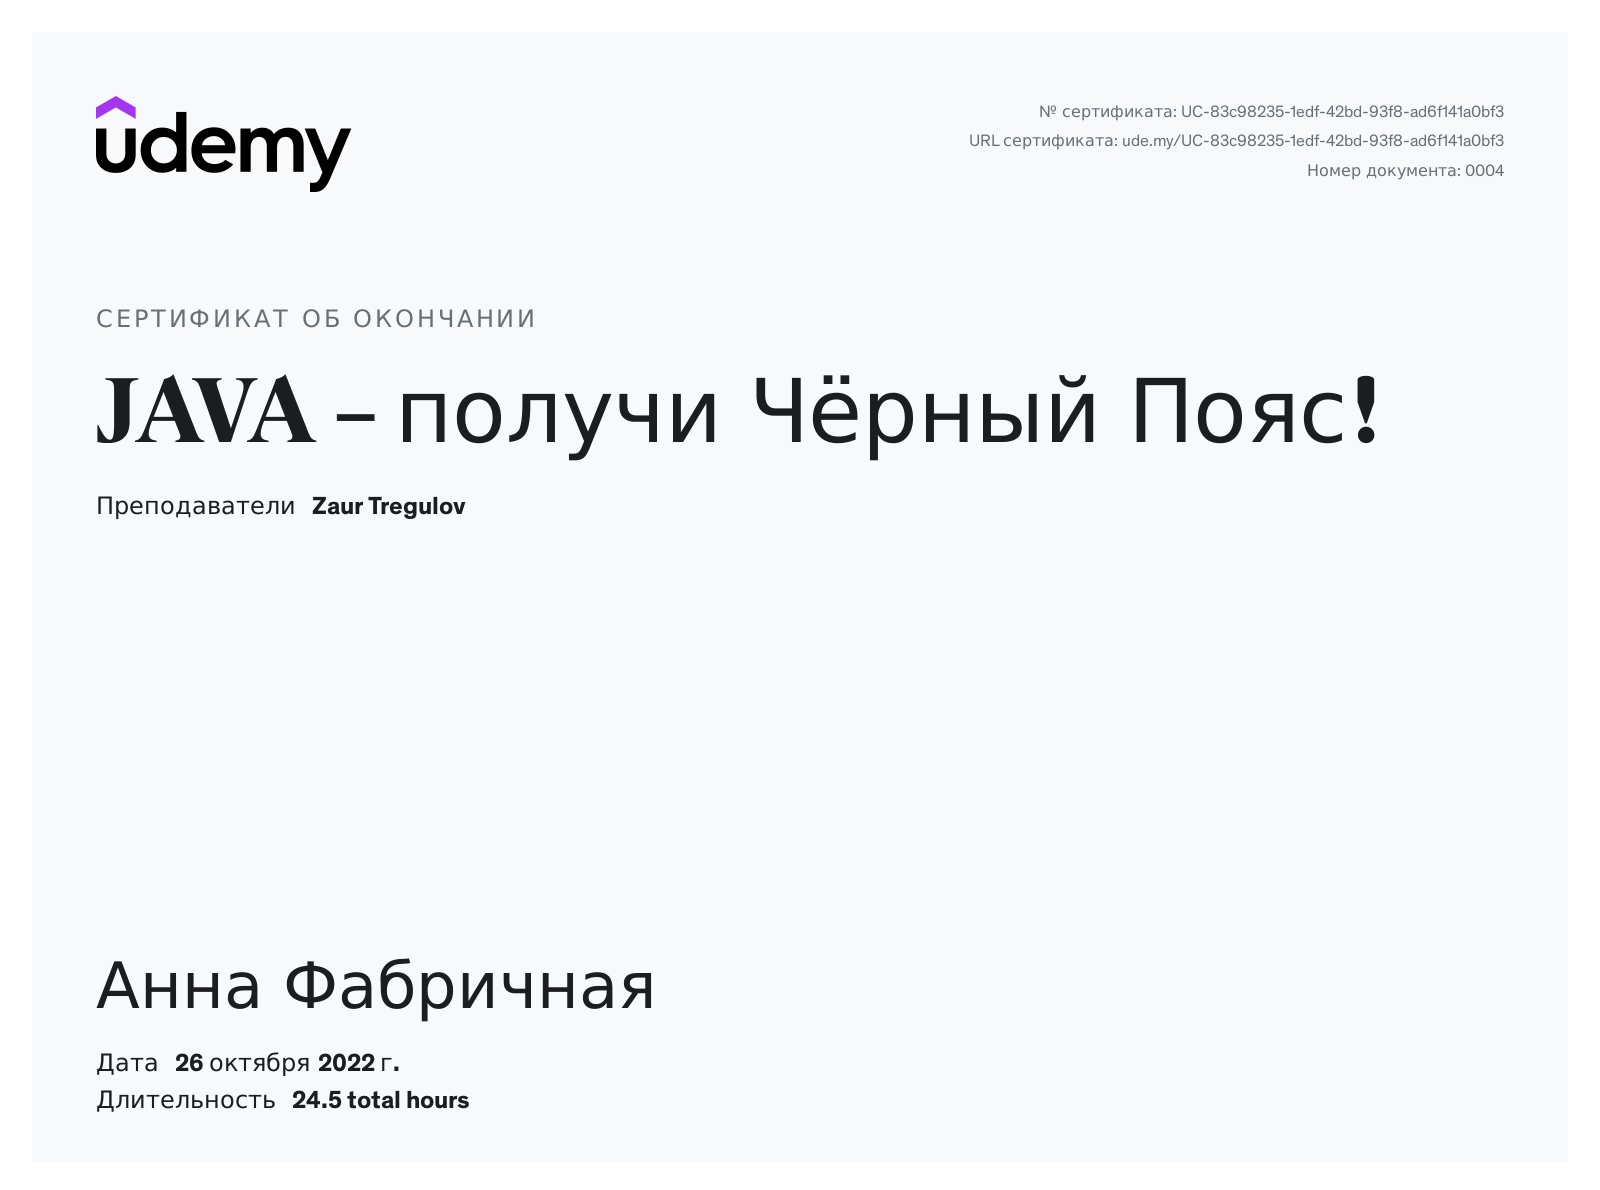 udemy
№ сертификата: UC-83c98235-1edf-42bd-93f8-ad6f141a0bf3
URL сертификата: ude.my/UC-83c98235-1edf-42bd-93f8-ad6f141a0bf3
Номер документа: 0004
СЕРТИФИКАТ ОБ ОКОНЧАНИИ
JAVA – получи Чёрный Пояс!
Преподаватели Zaur Tregulov
Анна Фабричная
Дата 26 октября 2022 г.
Длительность 24.5 total hours